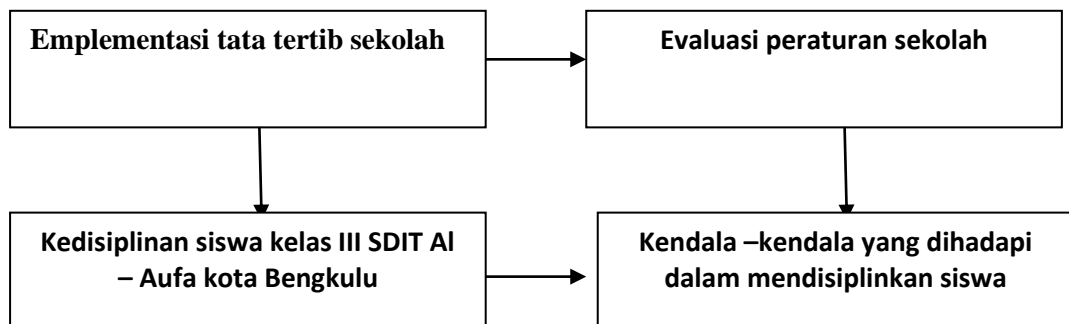 Emplementasi tata tertib sekolah
Evaluasi peraturan sekolah
Kedisiplinan siswa kelas III SDIT Al
– Aufa kota Bengkulu
Kendala –kendala yang dihadapi
dalam mendisiplinkan siswa